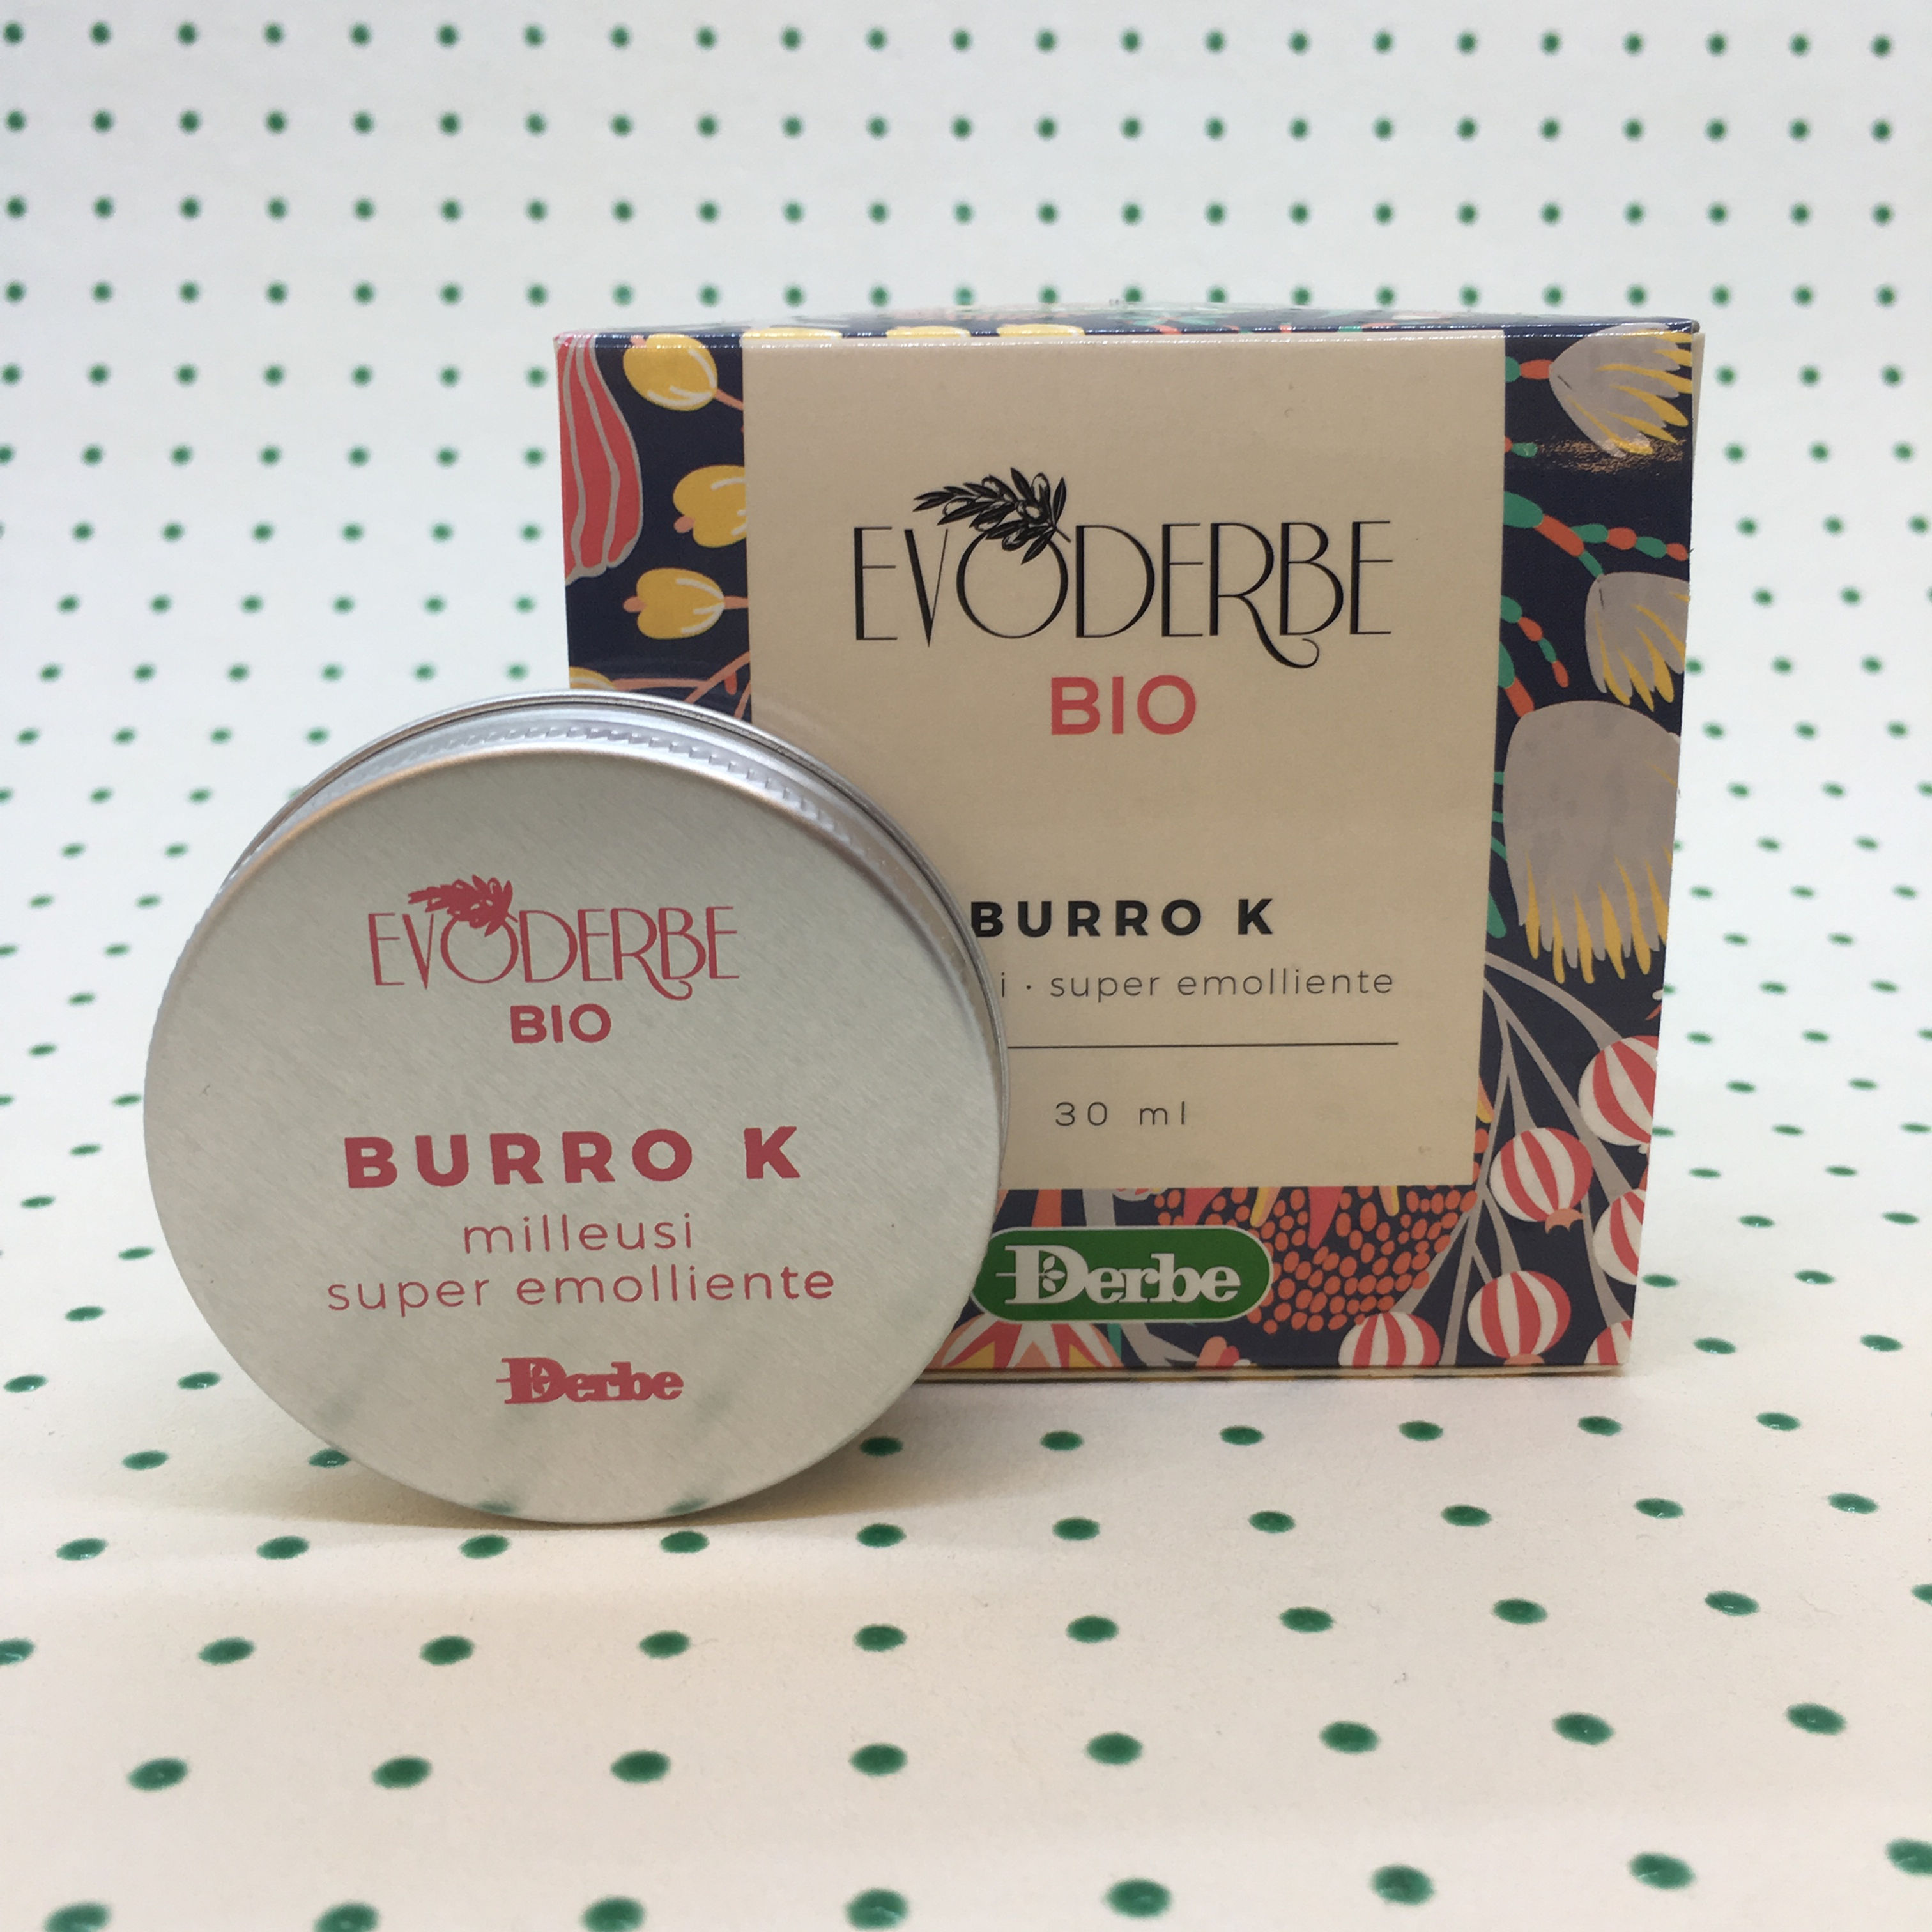 EVODERBE
BIO
BURRO K
i · super emolliente
30 ml
Derbe
EVODERBE
BIO
BURRO K
milleusi
super emolliente
Derbe